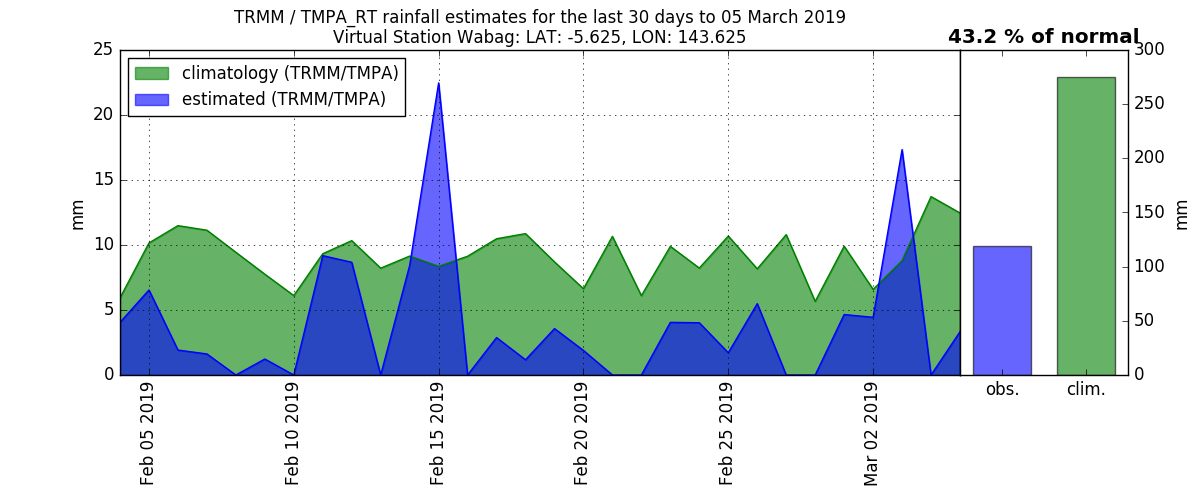 TRMM / TMPA_RT rainfall estimates for the last 30 days to 05 March 2019
Virtual Station Wabag: LAT: -5.625, LON: 143.625
43.2 % of normal
climatology (TRMM/TMPA)
estimated (TRMM/TMPA)
25
20
15
10
5
0
mm
Feb 05 2019
Feb 10 2019
Feb 15 2019
Feb 20 2019
Feb 25 2019
Mar 02 2019
obs.
clim.
300
250
200
150
100
50
0
mm